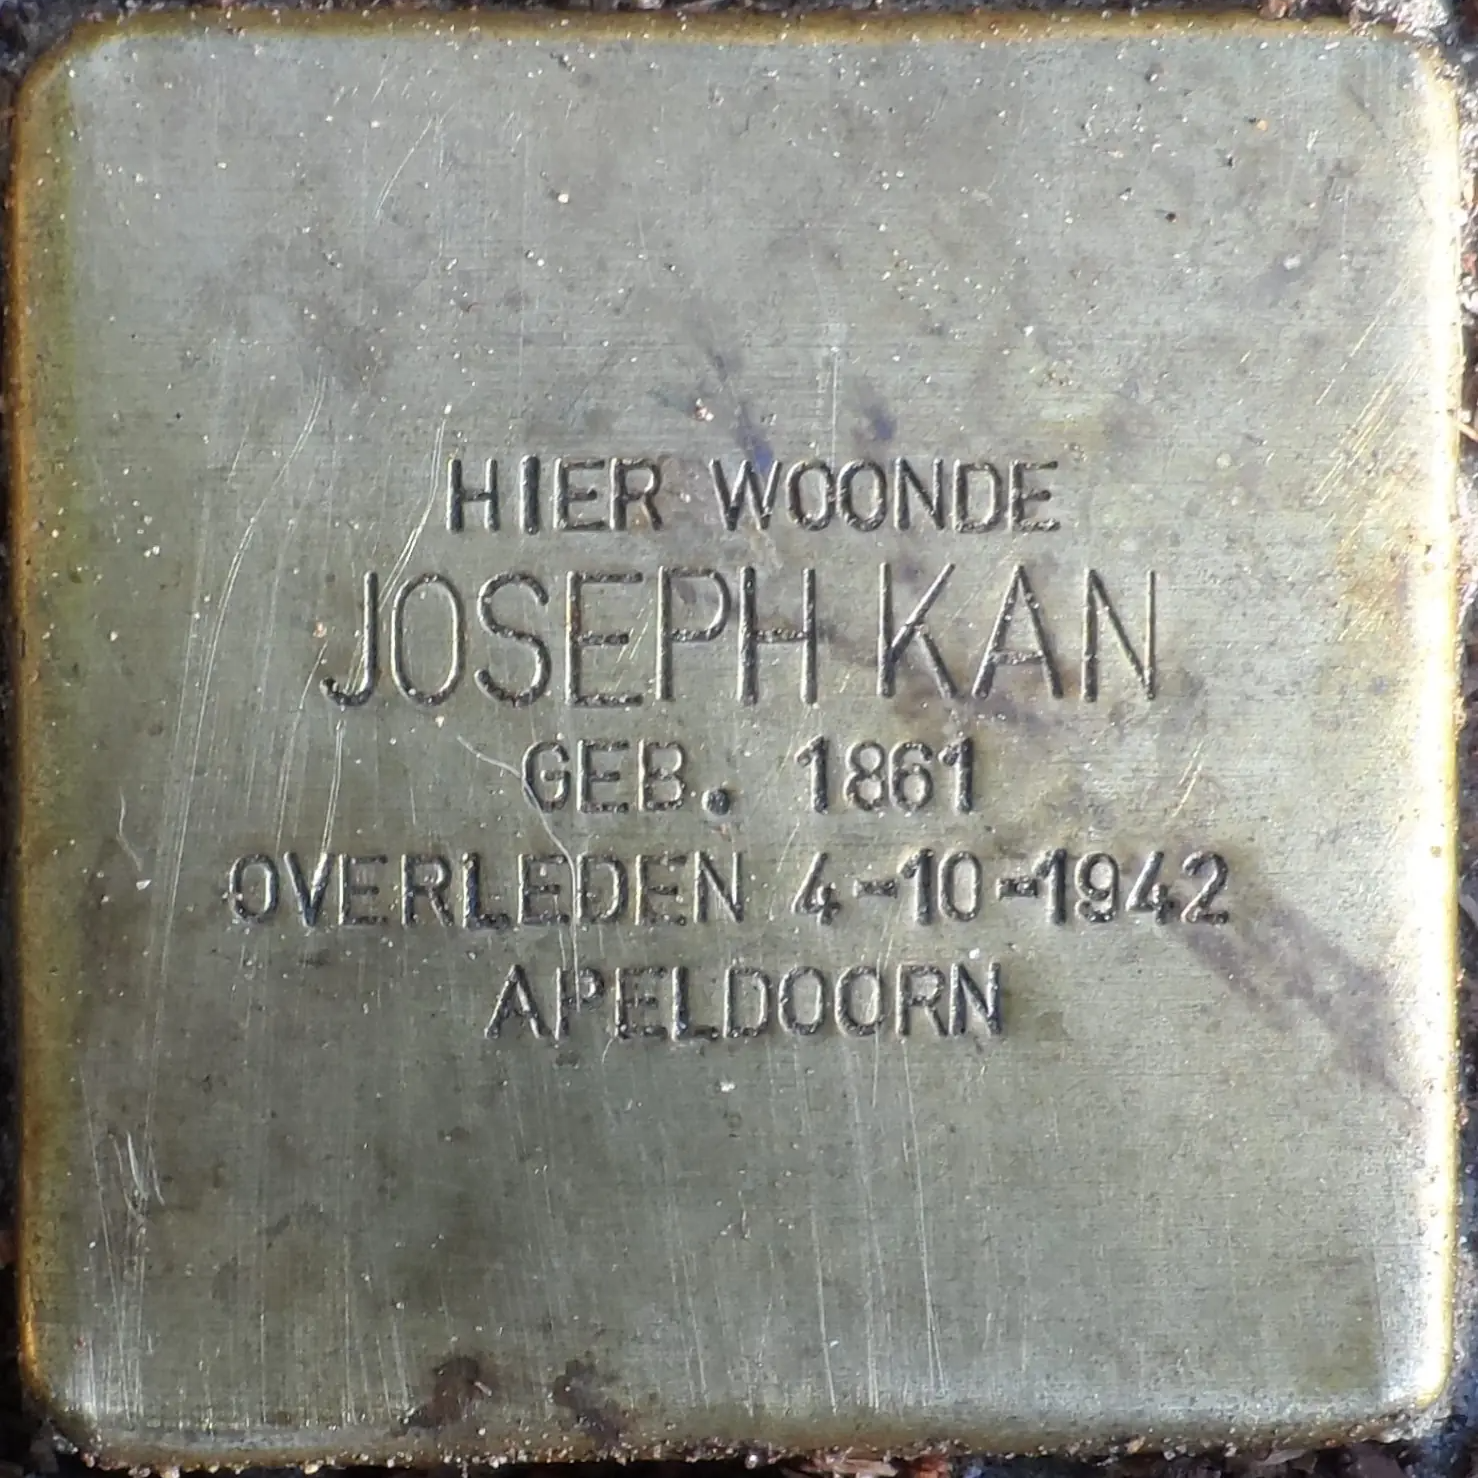 HIER WOONDE
JOSEPH KAN
GEB. 1861
OVERLEDEN 4-10-1942
APELDOORN